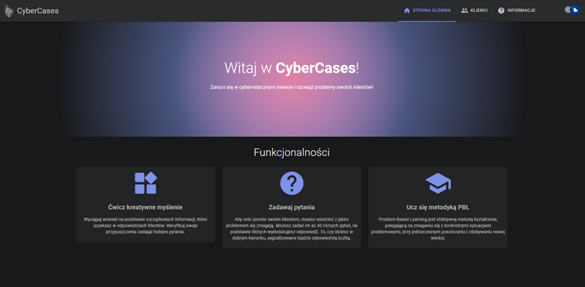 CyberCases
STRONA GŁÓWNA
KLIENCI
INFORMACJE
Witaj w CyberCases!
Zanurz się w cybernetycznym świecie i rozwiąż problemy swoich klientów!
Funkcjonalności
Ćwicz kreatywne myślenie
Wyciągaj wnioski na podstawie szczątkowych informacji, które
uzyskasz w odpowiedziach klientów. Weryfikuj swoje
przypuszczenia zadając kolejne pytania.
Zadawaj pytania
Aby móc pomóc swoim klientom, musisz wiedzieć z jakim
problemem się zmagają. Możesz zadać im aż 40 różnych pytań, na
podstawie których wydedukujesz odpowiedź. To, czy idziesz w
dobrym kierunku, sygnalizowane będzie odpowiednią buźką.
Ucz się metodyką PBL
Problem-Based Learning jest efektywną metodą kształcenia,
polegającą na zmaganiu się z konkretnymi sytuacjami
problemowymi, przy jednoczesnym poszerzaniu i zdobywaniu nowej
wiedzy.